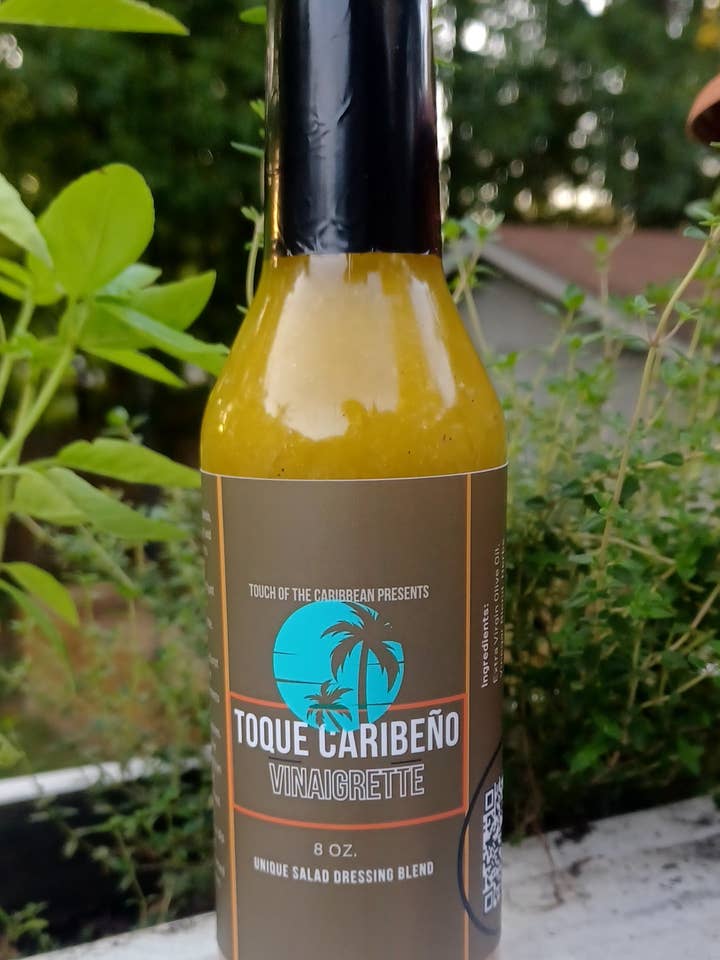 TOUCH OF THE CARIBBEAN PRESENTS
TOQUE CARIBEÑO
VINAIGRETTE
8 OZ.
UNIQUE SALAD DRESSING BLEND
Ingredients:
Extra Virgin Olive Oil,